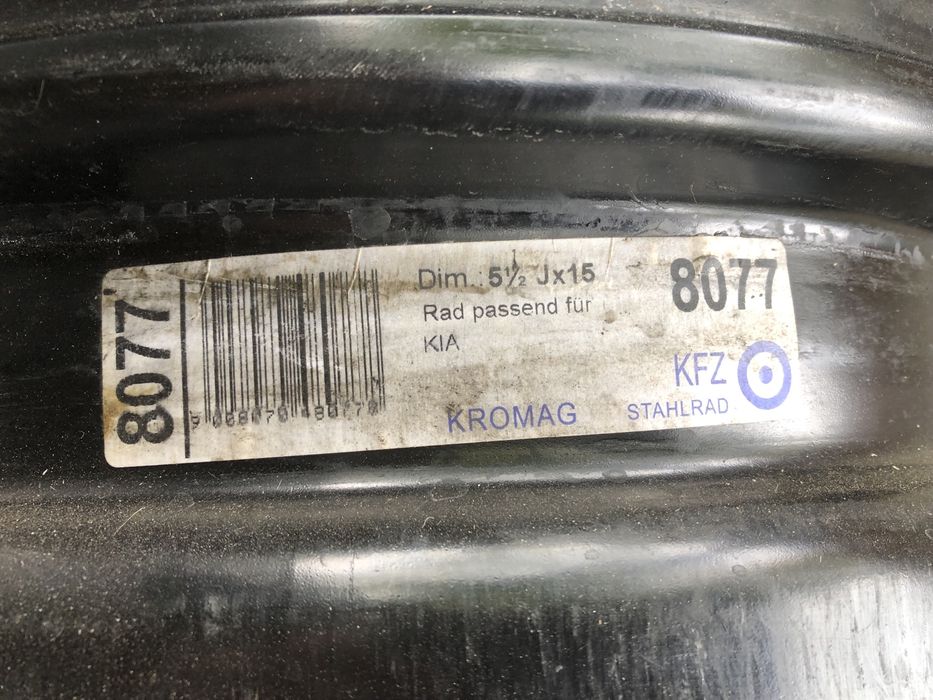 8077
Dim.: 5½ Jx15
Rad passend für
KIA
8077
KFZ
KROMAG
STAHLRAD